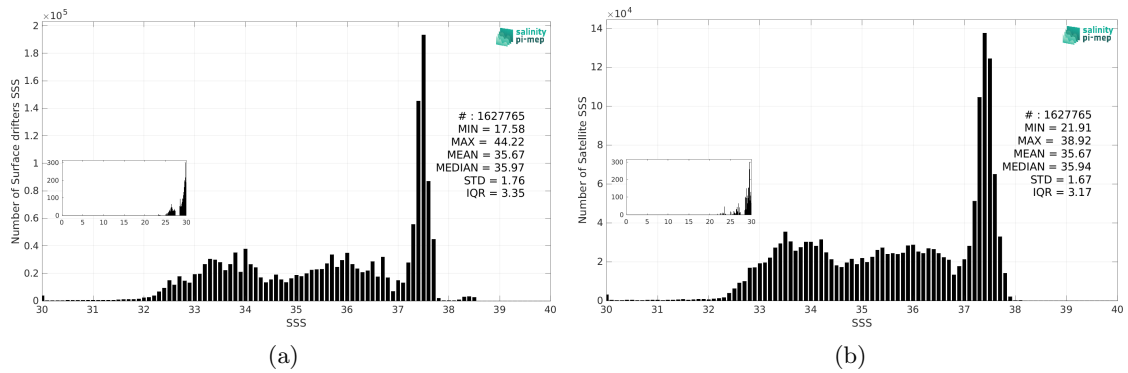 ×10⁵
2
1.8
1.6
1.4
1.2
1
0.8
0.6
0.4
0.2
0
Number of Surface drifters SSS
salinity
pi-mep
# : 1627765
MIN = 17.58
MAX = 44.22
MEAN = 35.67
MEDIAN = 35.97
STD = 1.76
IQR = 3.35
300
200
100
0
0 5 10 15 20 25 30
30 31 32 33 34 35 36 37 38 39 40
SSS
(a)
×10⁴
14
12
10
8
6
4
2
0
Number of Satellite SSS
salinity
pi-mep
# : 1627765
MIN = 21.91
MAX = 38.92
MEAN = 35.67
MEDIAN = 35.94
STD = 1.67
IQR = 3.17
300
200
100
0
0 5 10 15 20 25 30
30 31 32 33 34 35 36 37 38 39 40
SSS
(b)